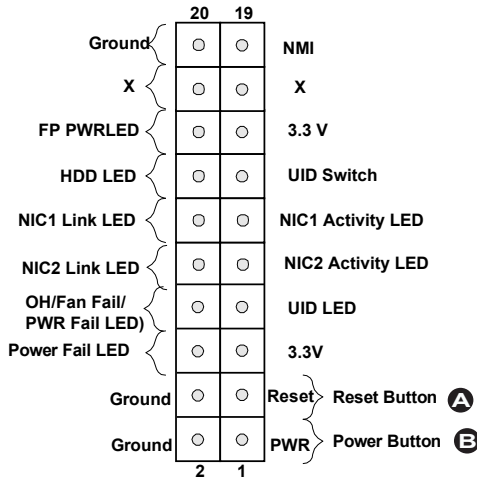 20 19
Ground NMI
X X
FP PWRLED 3.3 V
HDD LED UID Switch
NIC1 Link LED NIC1 Activity LED
NIC2 Link LED NIC2 Activity LED
OH/Fan Fail/
PWR Fail LED) UID LED
Power Fail LED 3.3V
Ground Reset Reset Button A
Ground PWR Power Button B
2 1